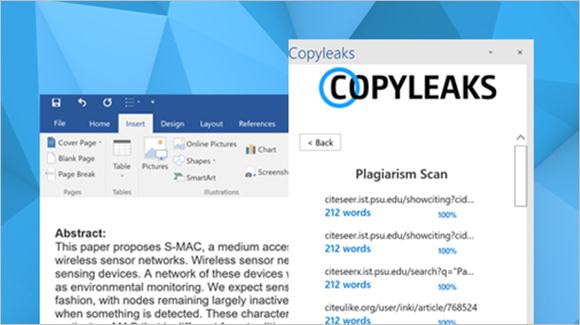 Copyleaks
COPYLEAKS
File Home Insert Design Layout References
Cover Page
Blank Page
Page Break
Pages
Table
Tables
Pictures
Online Pictures
Shapes
SmartArt
Chart
Screensh
Illustrations
< Back
Plagiarism Scan
citeseer.ist.psu.edu/showciting?cid...
212 words 100%
citeseer.ist.psu.edu/showciting?cid...
212 words 100%
citeseerx.ist.psu.edu/search?q="Pa...
212 words 100%
citeulike.org/user/inki/article/768524
212 words 100%
Abstract:
This paper proposes S-MAC, a medium acce
wireless sensor networks. Wireless sensor ne
sensing devices. A network of these devices
as environmental monitoring. We expect sens
fashion, with nodes remaining largely inactive
when something is detected. These character